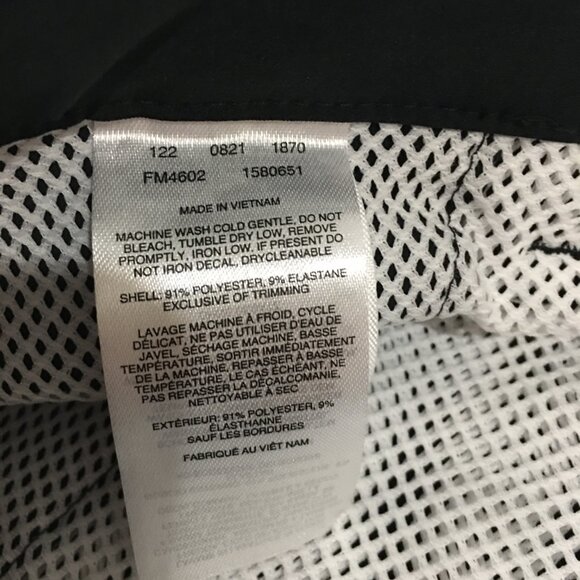 122 0821 1870
FM4602 1580651
MADE IN VIETNAM
MACHINE WASH COLD GENTLE, DO NOT
BLEACH, TUMBLE DRY LOW, REMOVE
PROMPTLY, IRON LOW. IF PRESENT DO
NOT IRON DECAL, DRYCLEANABLE
SHELL: 91% POLYESTER, 9% ELASTANE
EXCLUSIVE OF TRIMMING
LAVAGE MACHINE À FROID, CYCLE
DÉLICAT, NE PAS UTILISER D'EAU DE
JAVEL, SÉCHAGE MACHINE, BASSE
TEMPÉRATURE, SORTIR IMMÉDIATEMENT
DE LA MACHINE, REPASSER À BASSE
TEMPÉRATURE, LE CAS ÉCHÉANT, NE
PAS REPASSER LA DÉCALCOMANIE,
NETTOYABLE À SEC
EXTÉRIEUR: 91% POLYESTER, 9%
ÉLASTHANNE
SAUF LES BORDURES
FABRIQUÉ AU VIÊT NAM